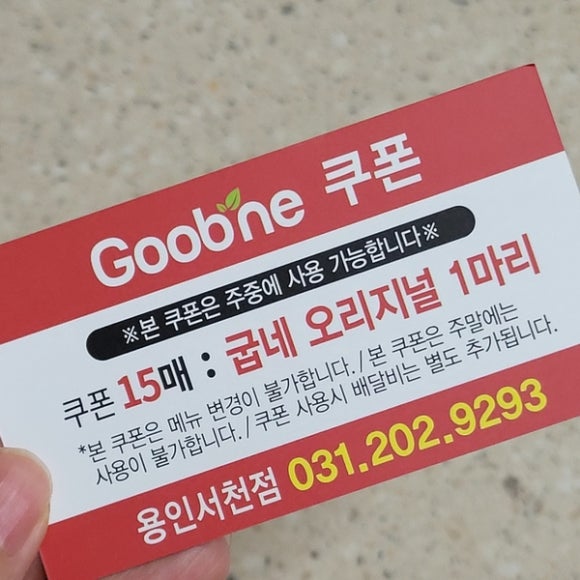 Goobne 쿠폰
※본 쿠폰은 주중에 사용 가능합니다※
쿠폰 15매 : 굽네 오리지널 1마리
*본 쿠폰은 메뉴 변경이 불가합니다. / 본 쿠폰은 주말에는
사용이 불가합니다. / 쿠폰 사용시 배달비는 별도 추가됩니다.
용인서천점 031.202.9293